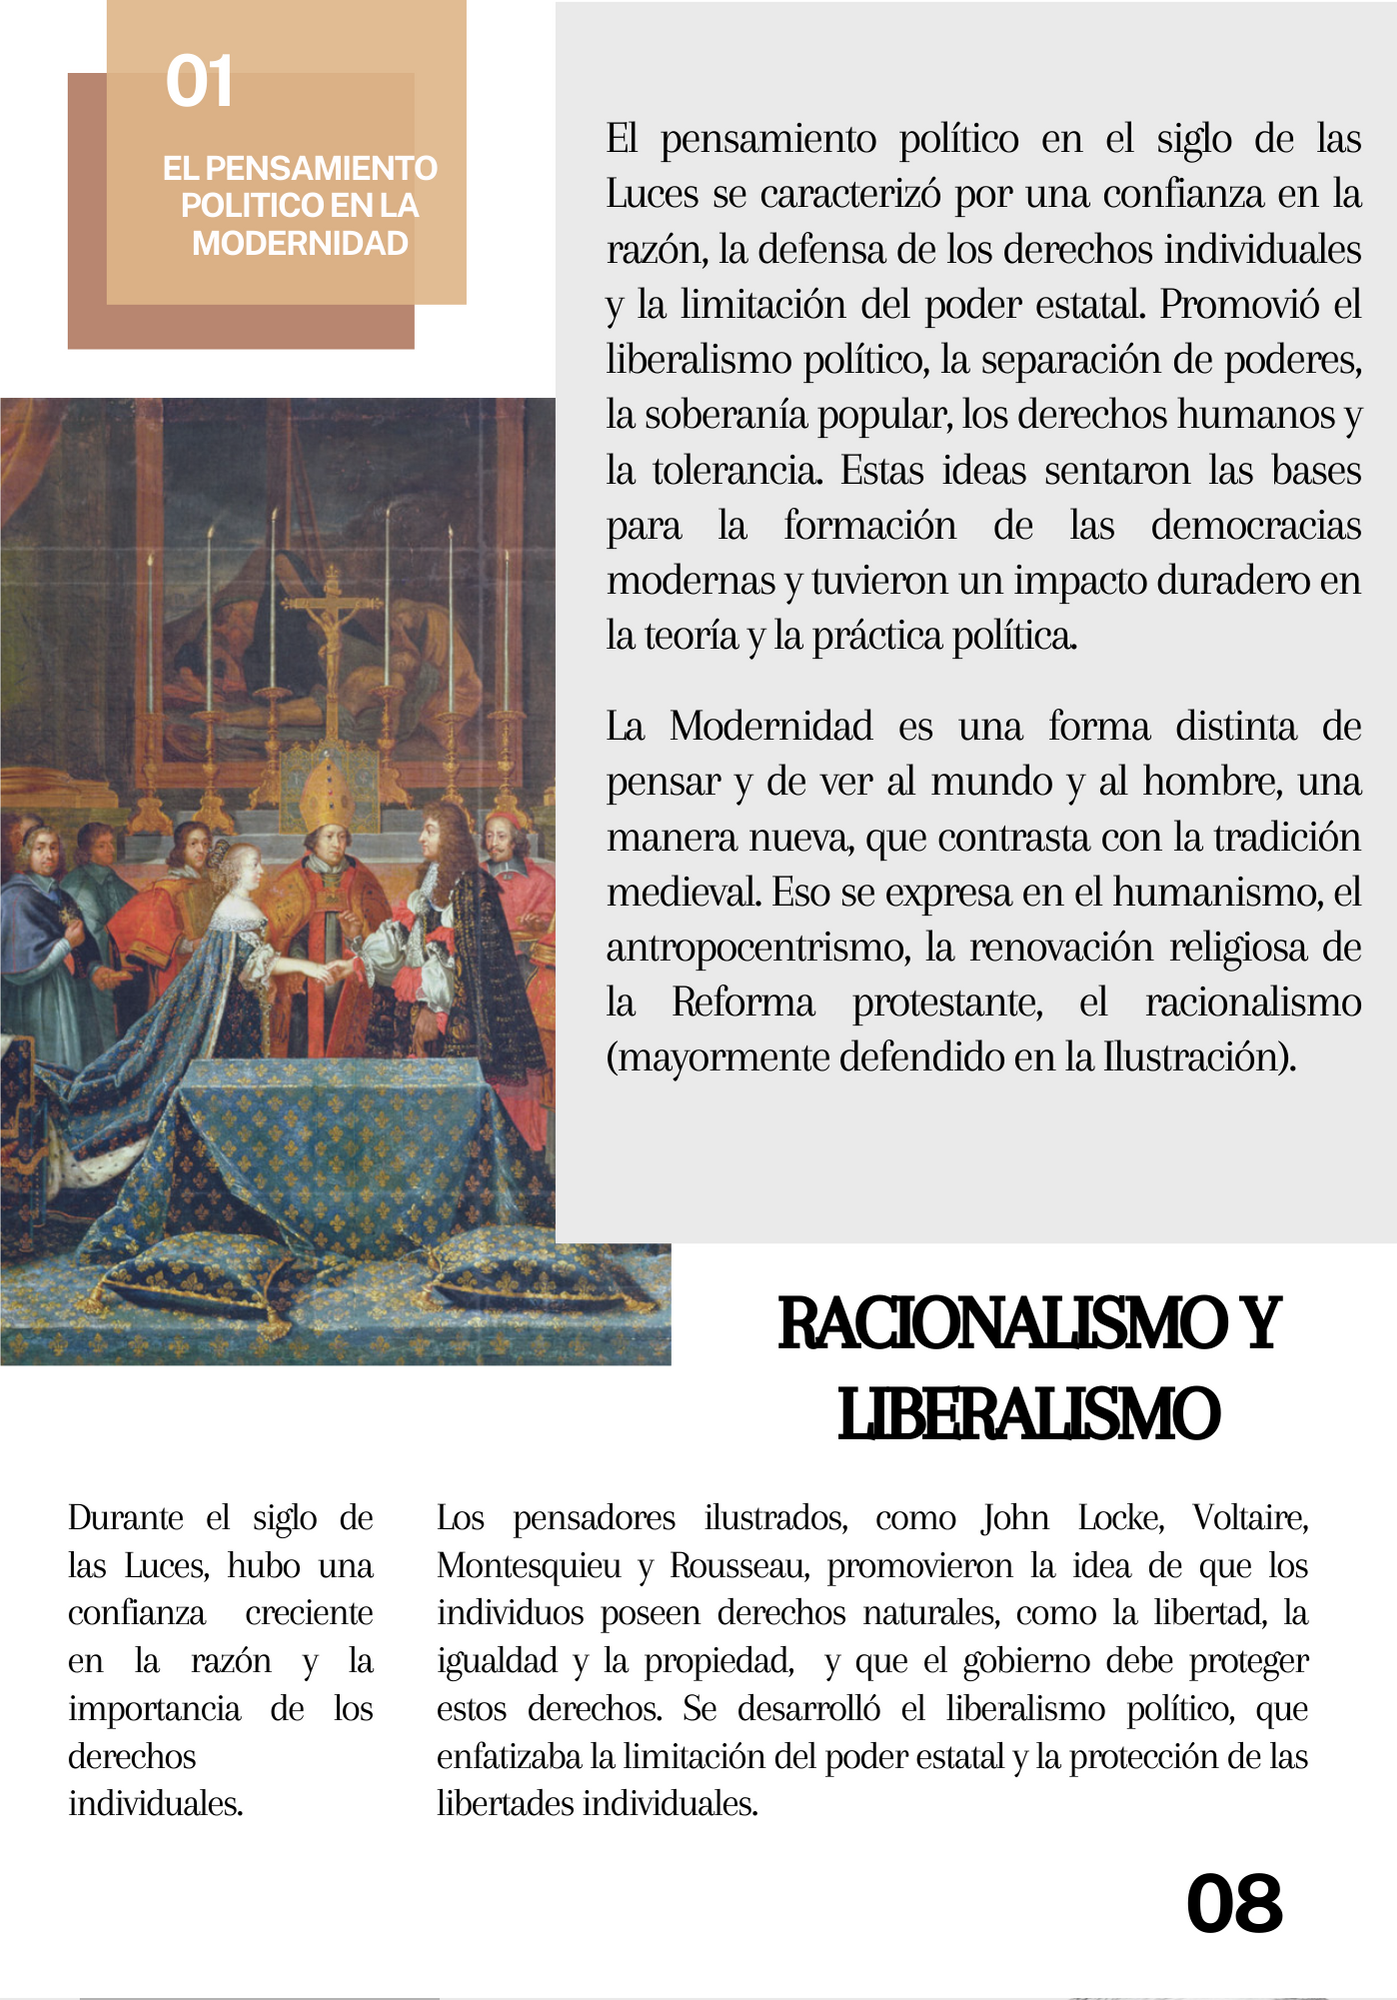 01
EL PENSAMIENTO
POLITICO EN LA
MODERNIDAD
El pensamiento político en el siglo de las
Luces se caracterizó por una confianza en la
razón, la defensa de los derechos individuales
y la limitación del poder estatal. Promovió el
liberalismo político, la separación de poderes,
la soberanía popular, los derechos humanos y
la tolerancia. Estas ideas sentaron las bases
para la formación de las democracias
modernas y tuvieron un impacto duradero en
la teoría y la práctica política.
La Modernidad es una forma distinta de
pensar y de ver al mundo y al hombre, una
manera nueva, que contrasta con la tradición
medieval. Eso se expresa en el humanismo, el
antropocentrismo, la renovación religiosa de
la Reforma protestante, el racionalismo
(mayormente defendido en la Ilustración).
RACIONALISMO Y
LIBERALISMO
Durante el siglo de
las Luces, hubo una
confianza creciente
en la razón y la
importancia de los
derechos
individuales.
Los pensadores ilustrados, como John Locke, Voltaire,
Montesquieu y Rousseau, promovieron la idea de que los
individuos poseen derechos naturales, como la libertad, la
igualdad y la propiedad, y que el gobierno debe proteger
estos derechos. Se desarrolló el liberalismo político, que
enfatizaba la limitación del poder estatal y la protección de las
libertades individuales.
08